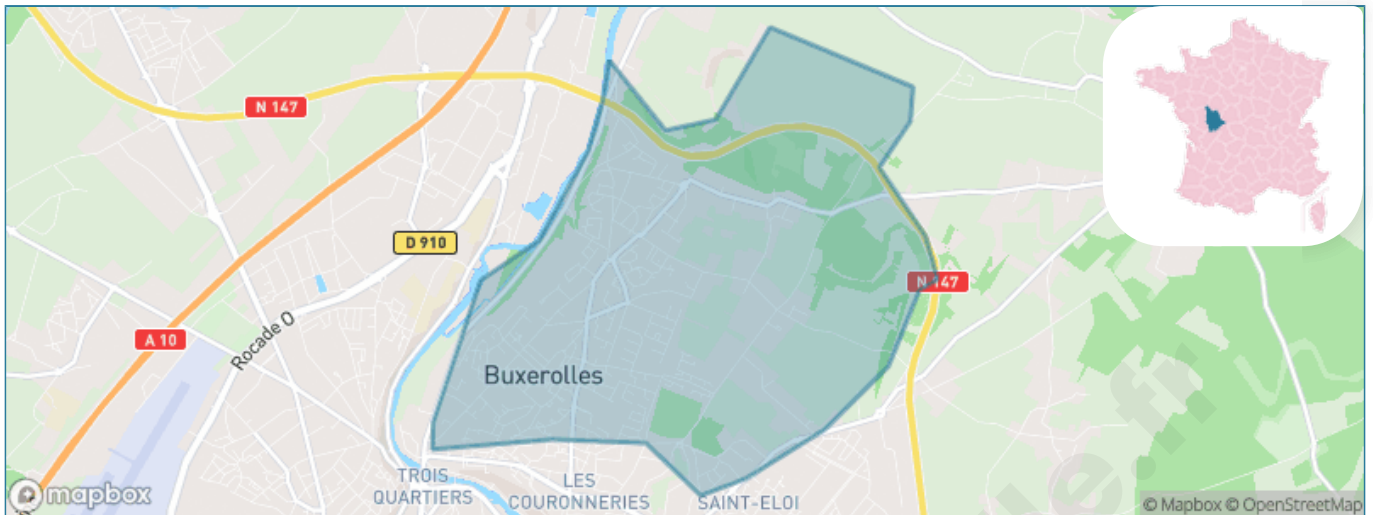 N 147
D 910
N 147
A 10
Rocade O
Buxerolles
TROIS
QUARTIERS
LES
COURONNERIES
SAINT-ELOI
mapbox
© Mapbox © OpenStreetMap